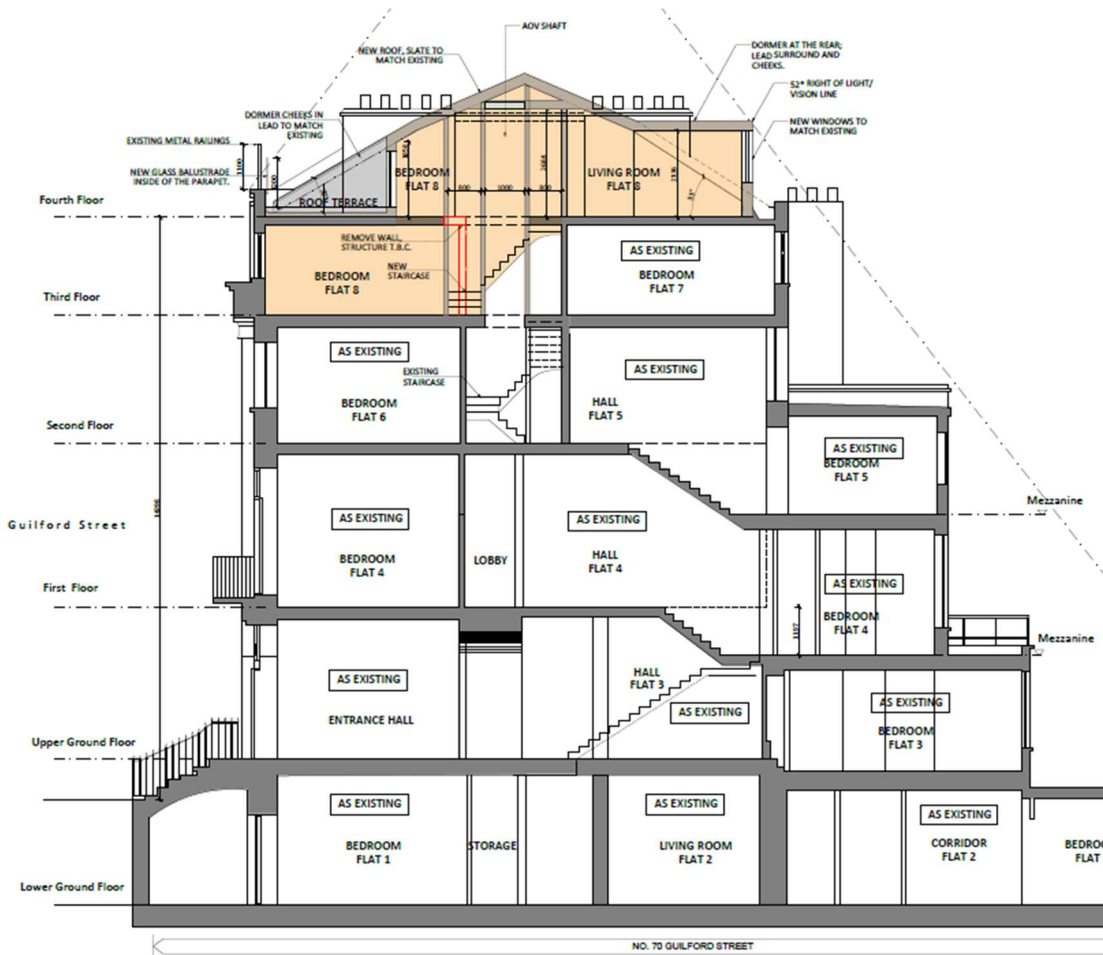 AOV SHAFT
NEW ROOF, SLATE TO
MATCH EXISTING
DORMER AT THE REAR;
LEAD SURROUND AND
CHEEKS.
52° RIGHT OF LIGHT/
VISION LINE
DORMER CHEEKS IN
LEAD TO MATCH
EXISTING
NEW WINDOWS TO
MATCH EXISTING
EXISTING METAL RAILINGS
1100
NEW GLASS BALUSTRADE
INSIDE OF THE PARAPET.
BEDROOM
FLAT 8
LIVING ROOM
FLAT 8
800
1000
800
ROOF TERRACE
Fourth Floor
REMOVE WALL,
STRUCTURE T.B.C.
NEW
STAIRCASE
BEDROOM
FLAT 8
AS EXISTING
BEDROOM
FLAT 7
Third Floor
AS EXISTING
BEDROOM
FLAT 6
EXISTING
STAIRCASE
AS EXISTING
HALL
FLAT 5
Second Floor
AS EXISTING
BEDROOM
FLAT 5
Mezzanine
Guilford Street
AS EXISTING
BEDROOM
FLAT 4
LOBBY
AS EXISTING
HALL
FLAT 4
First Floor
AS EXISTING
BEDROOM
FLAT 4
1197
Mezzanine
AS EXISTING
ENTRANCE HALL
HALL
FLAT 3
AS EXISTING
AS EXISTING
BEDROOM
FLAT 3
Upper Ground Floor
AS EXISTING
BEDROOM
FLAT 1
STORAGE
AS EXISTING
LIVING ROOM
FLAT 2
AS EXISTING
CORRIDOR
FLAT 2
BEDRO
FLAT
Lower Ground Floor
NO. 70 GUILFORD STREET